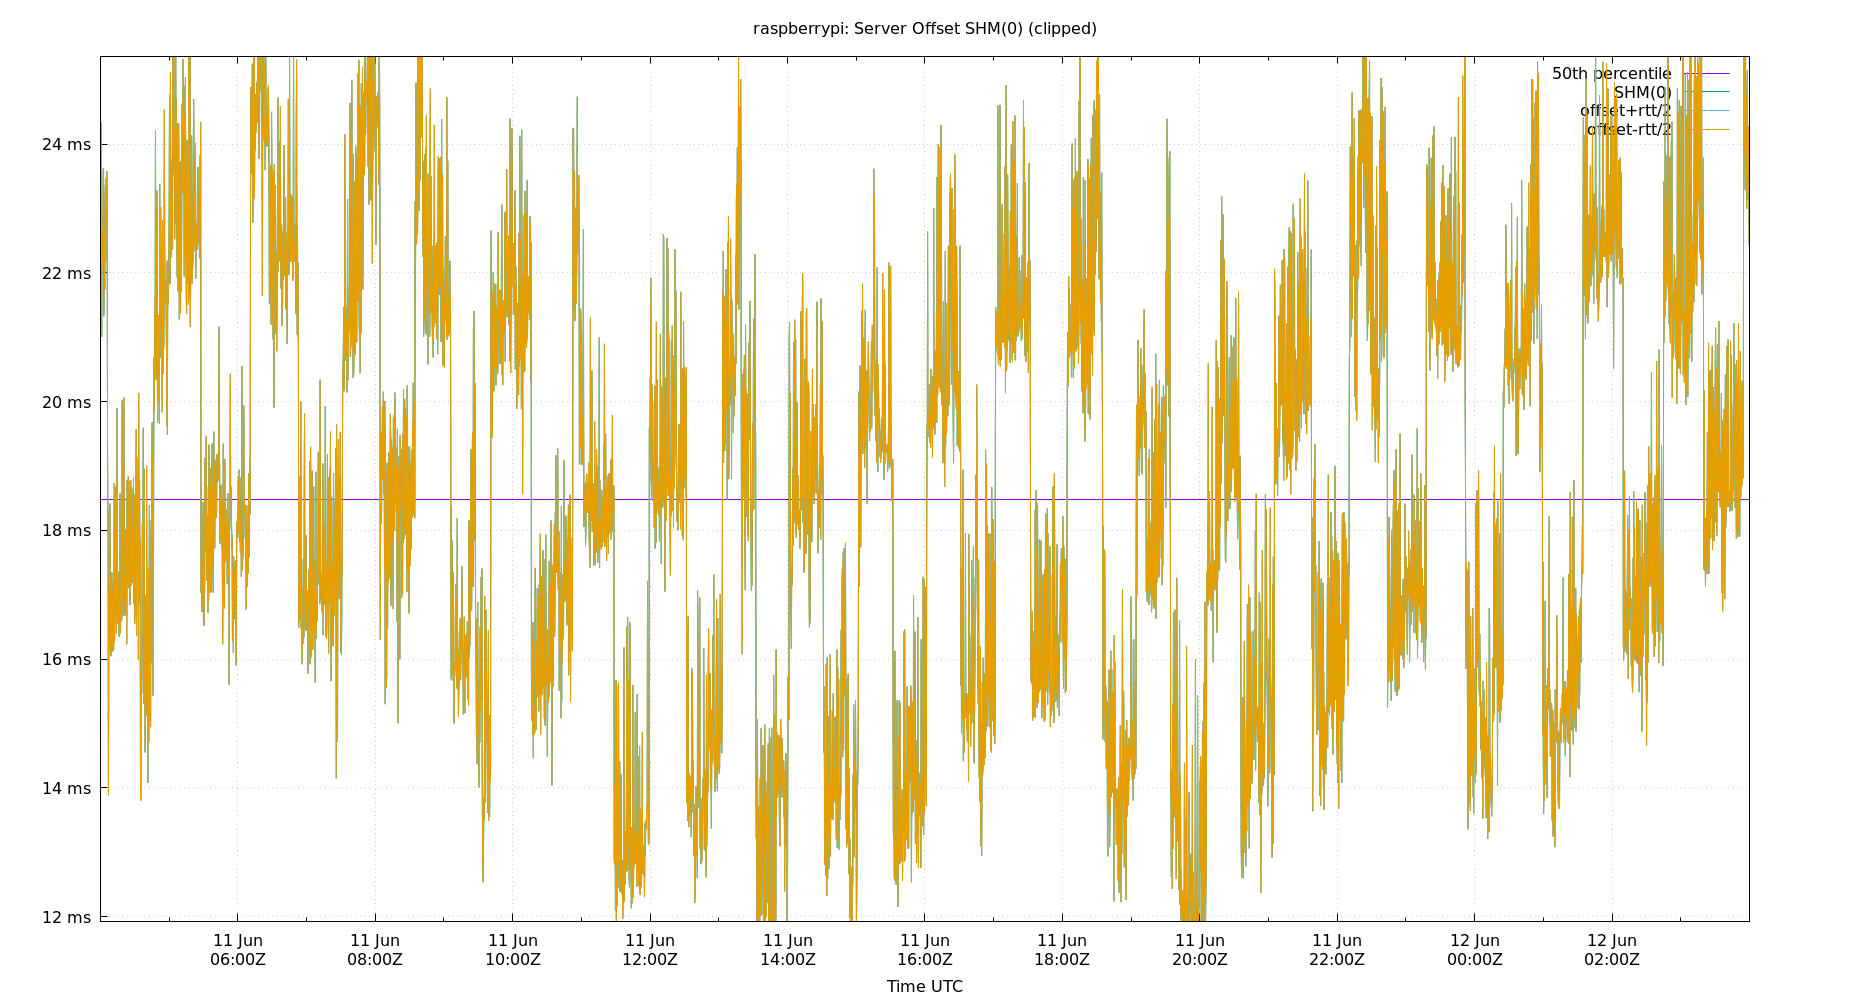 raspberrypi: Server Offset SHM(0) (clipped)
50th percentile
SHM(0)
offset+rtt/2
offset-rtt/2
24 ms
22 ms
20 ms
18 ms
16 ms
14 ms
12 ms
11 Jun 11 Jun 11 Jun 11 Jun 11 Jun 11 Jun 11 Jun 11 Jun 11 Jun 12 Jun 12 Jun
06:00Z 08:00Z 10:00Z 12:00Z 14:00Z 16:00Z 18:00Z 20:00Z 22:00Z 00:00Z 02:00Z
Time UTC